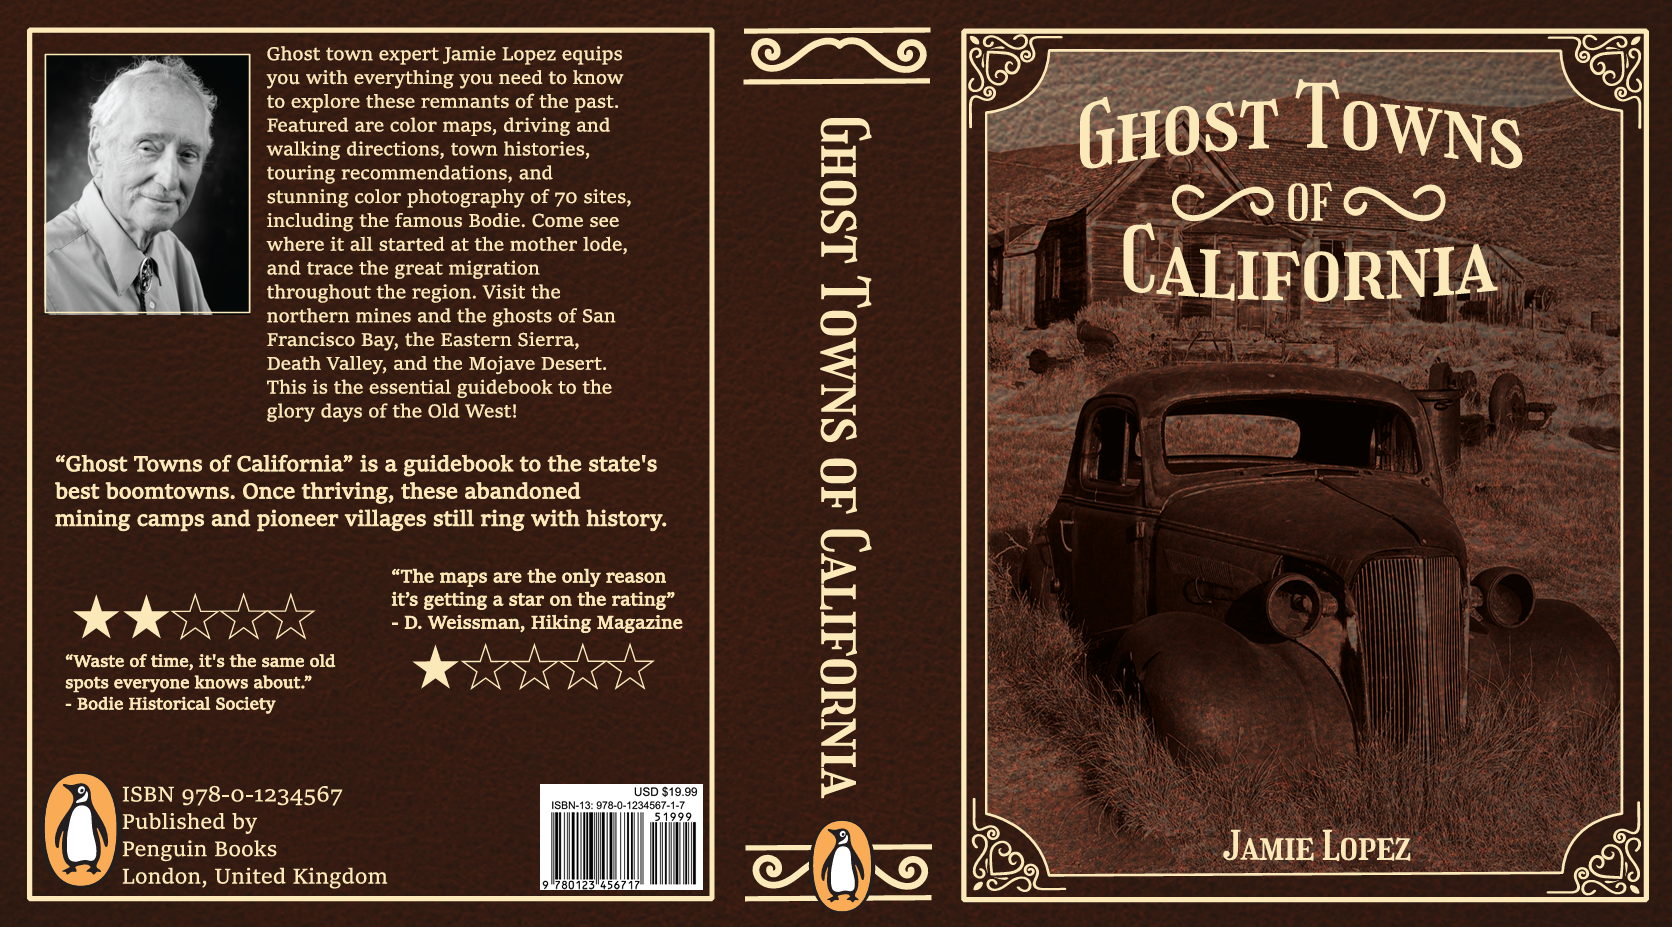 Ghost town expert Jamie Lopez equips
you with everything you need to know
to explore these remnants of the past.
Featured are color maps, driving and
walking directions, town histories,
touring recommendations, and
stunning color photography of 70 sites,
including the famous Bodie. Come see
where it all started at the mother lode,
and trace the great migration
throughout the region. Visit the
northern mines and the ghosts of San
Francisco Bay, the Eastern Sierra,
Death Valley, and the Mojave Desert.
This is the essential guidebook to the
glory days of the Old West!
“Ghost Towns of California” is a guidebook to the state's
best boomtowns. Once thriving, these abandoned
mining camps and pioneer villages still ring with history.
“Waste of time, it's the same old
spots everyone knows about.”
- Bodie Historical Society
“The maps are the only reason
it’s getting a star on the rating”
- D. Weissman, Hiking Magazine
ISBN 978-0-1234567
Published by
Penguin Books
London, United Kingdom
USD $19.99
ISBN-13: 978-0-1234567-1-7
51999
9 780123 456717
GHOST TOWNS OF CALIFORNIA
GHOST TOWNS
OF
CALIFORNIA
JAMIE LOPEZ